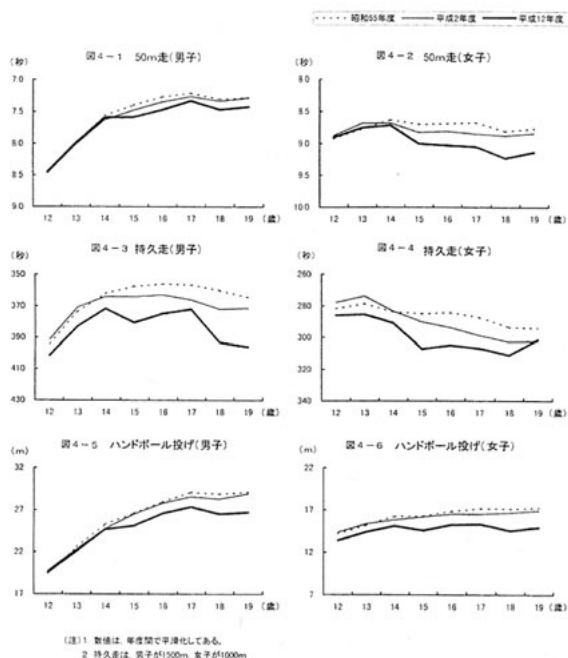 昭和55年度 平成2年度 平成12年度
図4-1 50m走(男子)
(秒)
7.0
7.5
8.0
8.5
9.0
12 13 14 15 16 17 18 19 (歳)
図4-2 50m走(女子)
(秒)
8.0
8.5
9.0
9.5
10.0
12 13 14 15 16 17 18 19 (歳)
図4-3 持久走(男子)
(秒)
350
370
390
410
430
12 13 14 15 16 17 18 19 (歳)
図4-4 持久走(女子)
(秒)
260
280
300
320
340
12 13 14 15 16 17 18 19 (歳)
図4-5 ハンドボール投げ(男子)
(m)
32
27
22
17
12 13 14 15 16 17 18 19 (歳)
図4-6 ハンドボール投げ(女子)
(m)
22
17
12
7
12 13 14 15 16 17 18 19 (歳)
(注)1 数値は、年度間で平滑化してある。
2 持久走は、男子が1500m、女子が1000m